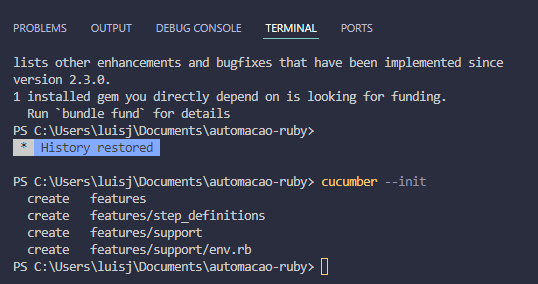 PROBLEMS OUTPUT DEBUG CONSOLE TERMINAL PORTS
lists other enhancements and bugfixes that have been implemented since
version 2.3.0.
1 installed gem you directly depend on is looking for funding.
  Run `bundle fund` for details
PS C:\Users\luisj\Documents\automacao-ruby>
 *  History restored

PS C:\Users\luisj\Documents\automacao-ruby> cucumber --init
  create   features
  create   features/step_definitions
  create   features/support
  create   features/support/env.rb
PS C:\Users\luisj\Documents\automacao-ruby>